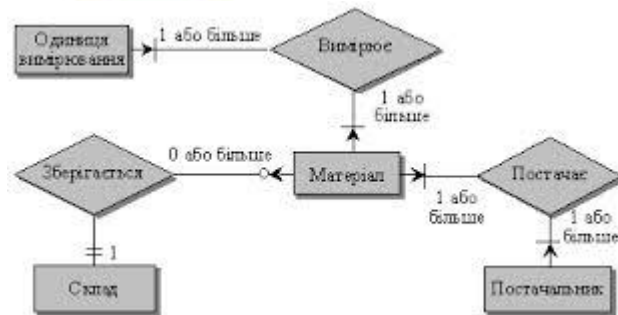 Одиниця
вимірювання
1 або більше
Вимірює
1 або
більше
Зберігається
0 або більше
Матеріал
1 або
більше
Постачає
1 або
більше
1
Склад
Постачальник